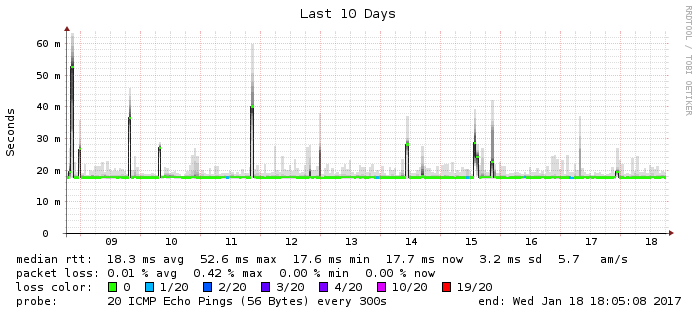 Last 10 Days
RRDTOOL / TOBI OETIKER
Seconds
60 m
50 m
40 m
30 m
20 m
10 m
0
09 10 11 12 13 14 15 16 17 18
median rtt: 18.3 ms avg 52.6 ms max 17.6 ms min 17.7 ms now 3.2 ms sd 5.7 am/s
packet loss: 0.01 % avg 0.42 % max 0.00 % min 0.00 % now
loss color: 0 1/20 2/20 3/20 4/20 10/20 19/20
probe: 20 ICMP Echo Pings (56 Bytes) every 300s end: Wed Jan 18 18:05:08 2017